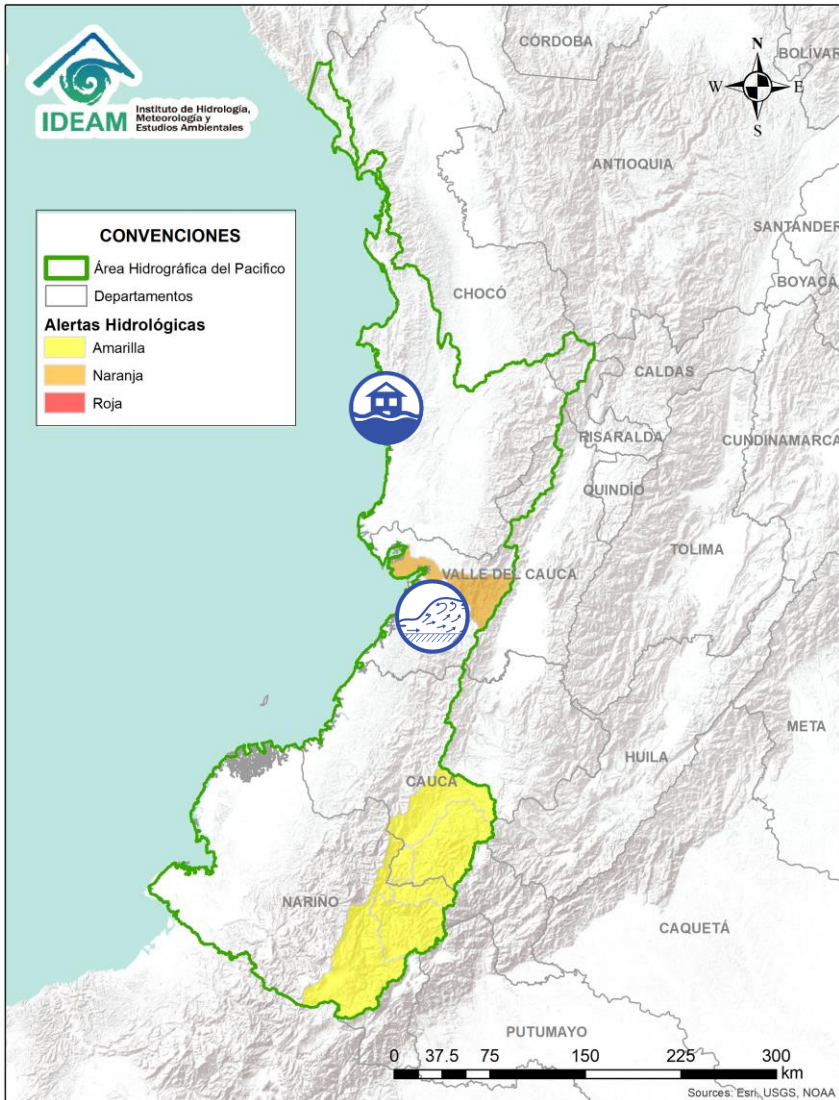 IDEAM
Instituto de Hidrología,
Meteorología y
Estudios Ambientales
CÓRDOBA
BOLÍVAR
N
W
E
S
ANTIOQUIA
CONVENCIONES
Área Hidrográfica del Pacifico
Departamentos
Alertas Hidrológicas
Amarilla
Naranja
Roja
SANTANDER
BOYACÁ
CHOCÓ
CALDAS
RISARALDA
CUNDINAMARCA
QUINDÍO
TOLIMA
VALLE DEL CAUCA
META
HUILA
CAUCA
NARIÑO
CAQUETÁ
PUTUMAYO
0 37.5 75 150 225 300
km
Sources: Esri, USGS, NOAA